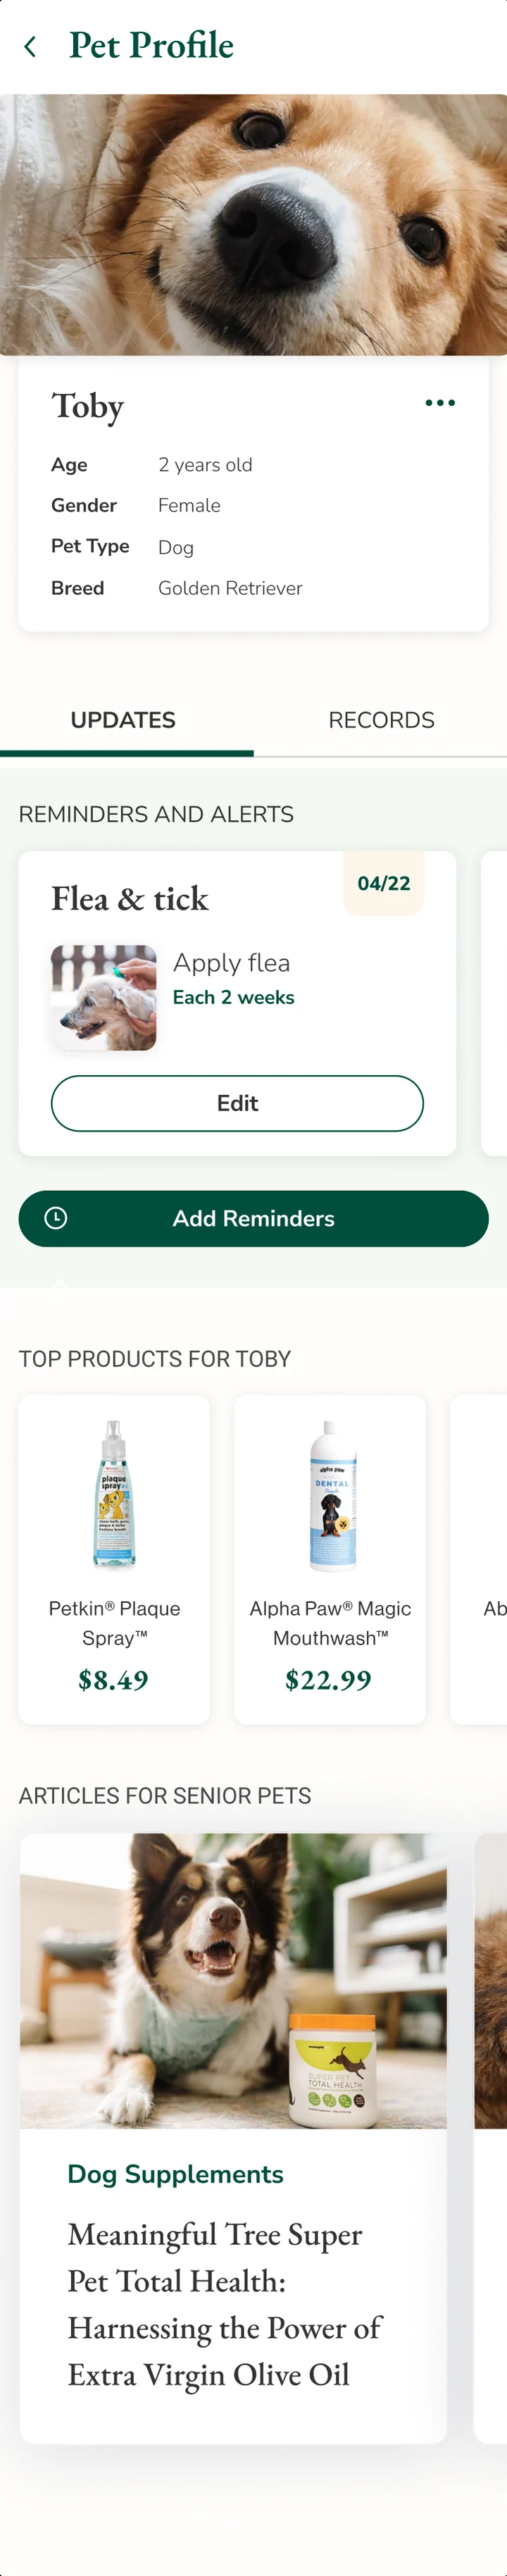 Pet Profile
Toby
Age 2 years old
Gender Female
Pet Type Dog
Breed Golden Retriever
UPDATES RECORDS
REMINDERS AND ALERTS
Flea & tick
04/22
Apply flea
Each 2 weeks
Edit
Add Reminders
TOP PRODUCTS FOR TOBY
plaque
spray
alpha paw
DENTAL
Petkin® Plaque
Spray™
$8.49
Alpha Paw® Magic
Mouthwash™
$22.99
Ab
ARTICLES FOR SENIOR PETS
SUPER PET
TOTAL HEALTH
Dog Supplements
Meaningful Tree Super
Pet Total Health:
Harnessing the Power of
Extra Virgin Olive Oil